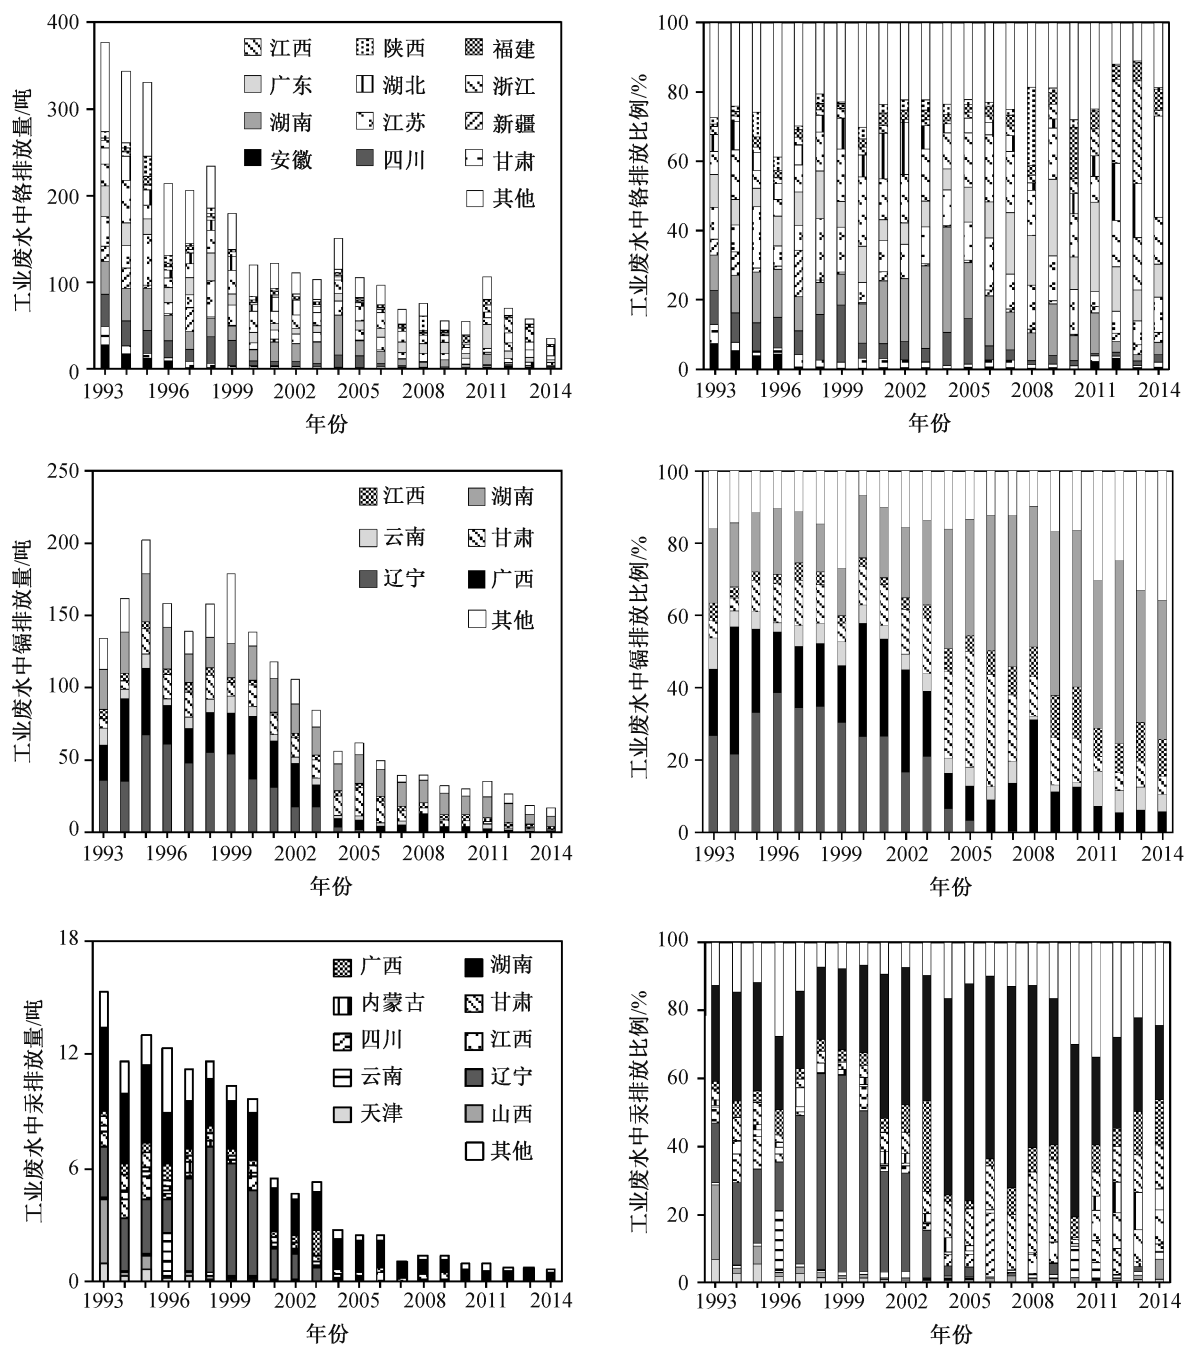 工业废水中铬排放量/吨
400
300
200
100
0
江西 陕西 福建
广东 湖北 浙江
湖南 江苏 新疆
安徽 四川 甘肃
其他
1993 1996 1999 2002 2005 2008 2011 2014
年份
工业废水中铬排放比例/%
100
80
60
40
20
0
1993 1996 1999 2002 2005 2008 2011 2014
年份
工业废水中镉排放量/吨
250
200
150
100
50
0
江西 湖南
云南 甘肃
辽宁 广西
其他
1993 1996 1999 2002 2005 2008 2011 2014
年份
工业废水中镉排放比例/%
100
80
60
40
20
0
1993 1996 1999 2002 2005 2008 2011 2014
年份
工业废水中汞排放量/吨
18
12
6
0
广西 湖南
内蒙古 甘肃
四川 江西
云南 辽宁
天津 山西
其他
1993 1996 1999 2002 2005 2008 2011 2014
年份
工业废水中汞排放比例/%
100
80
60
40
20
0
1993 1996 1999 2002 2005 2008 2011 2014
年份